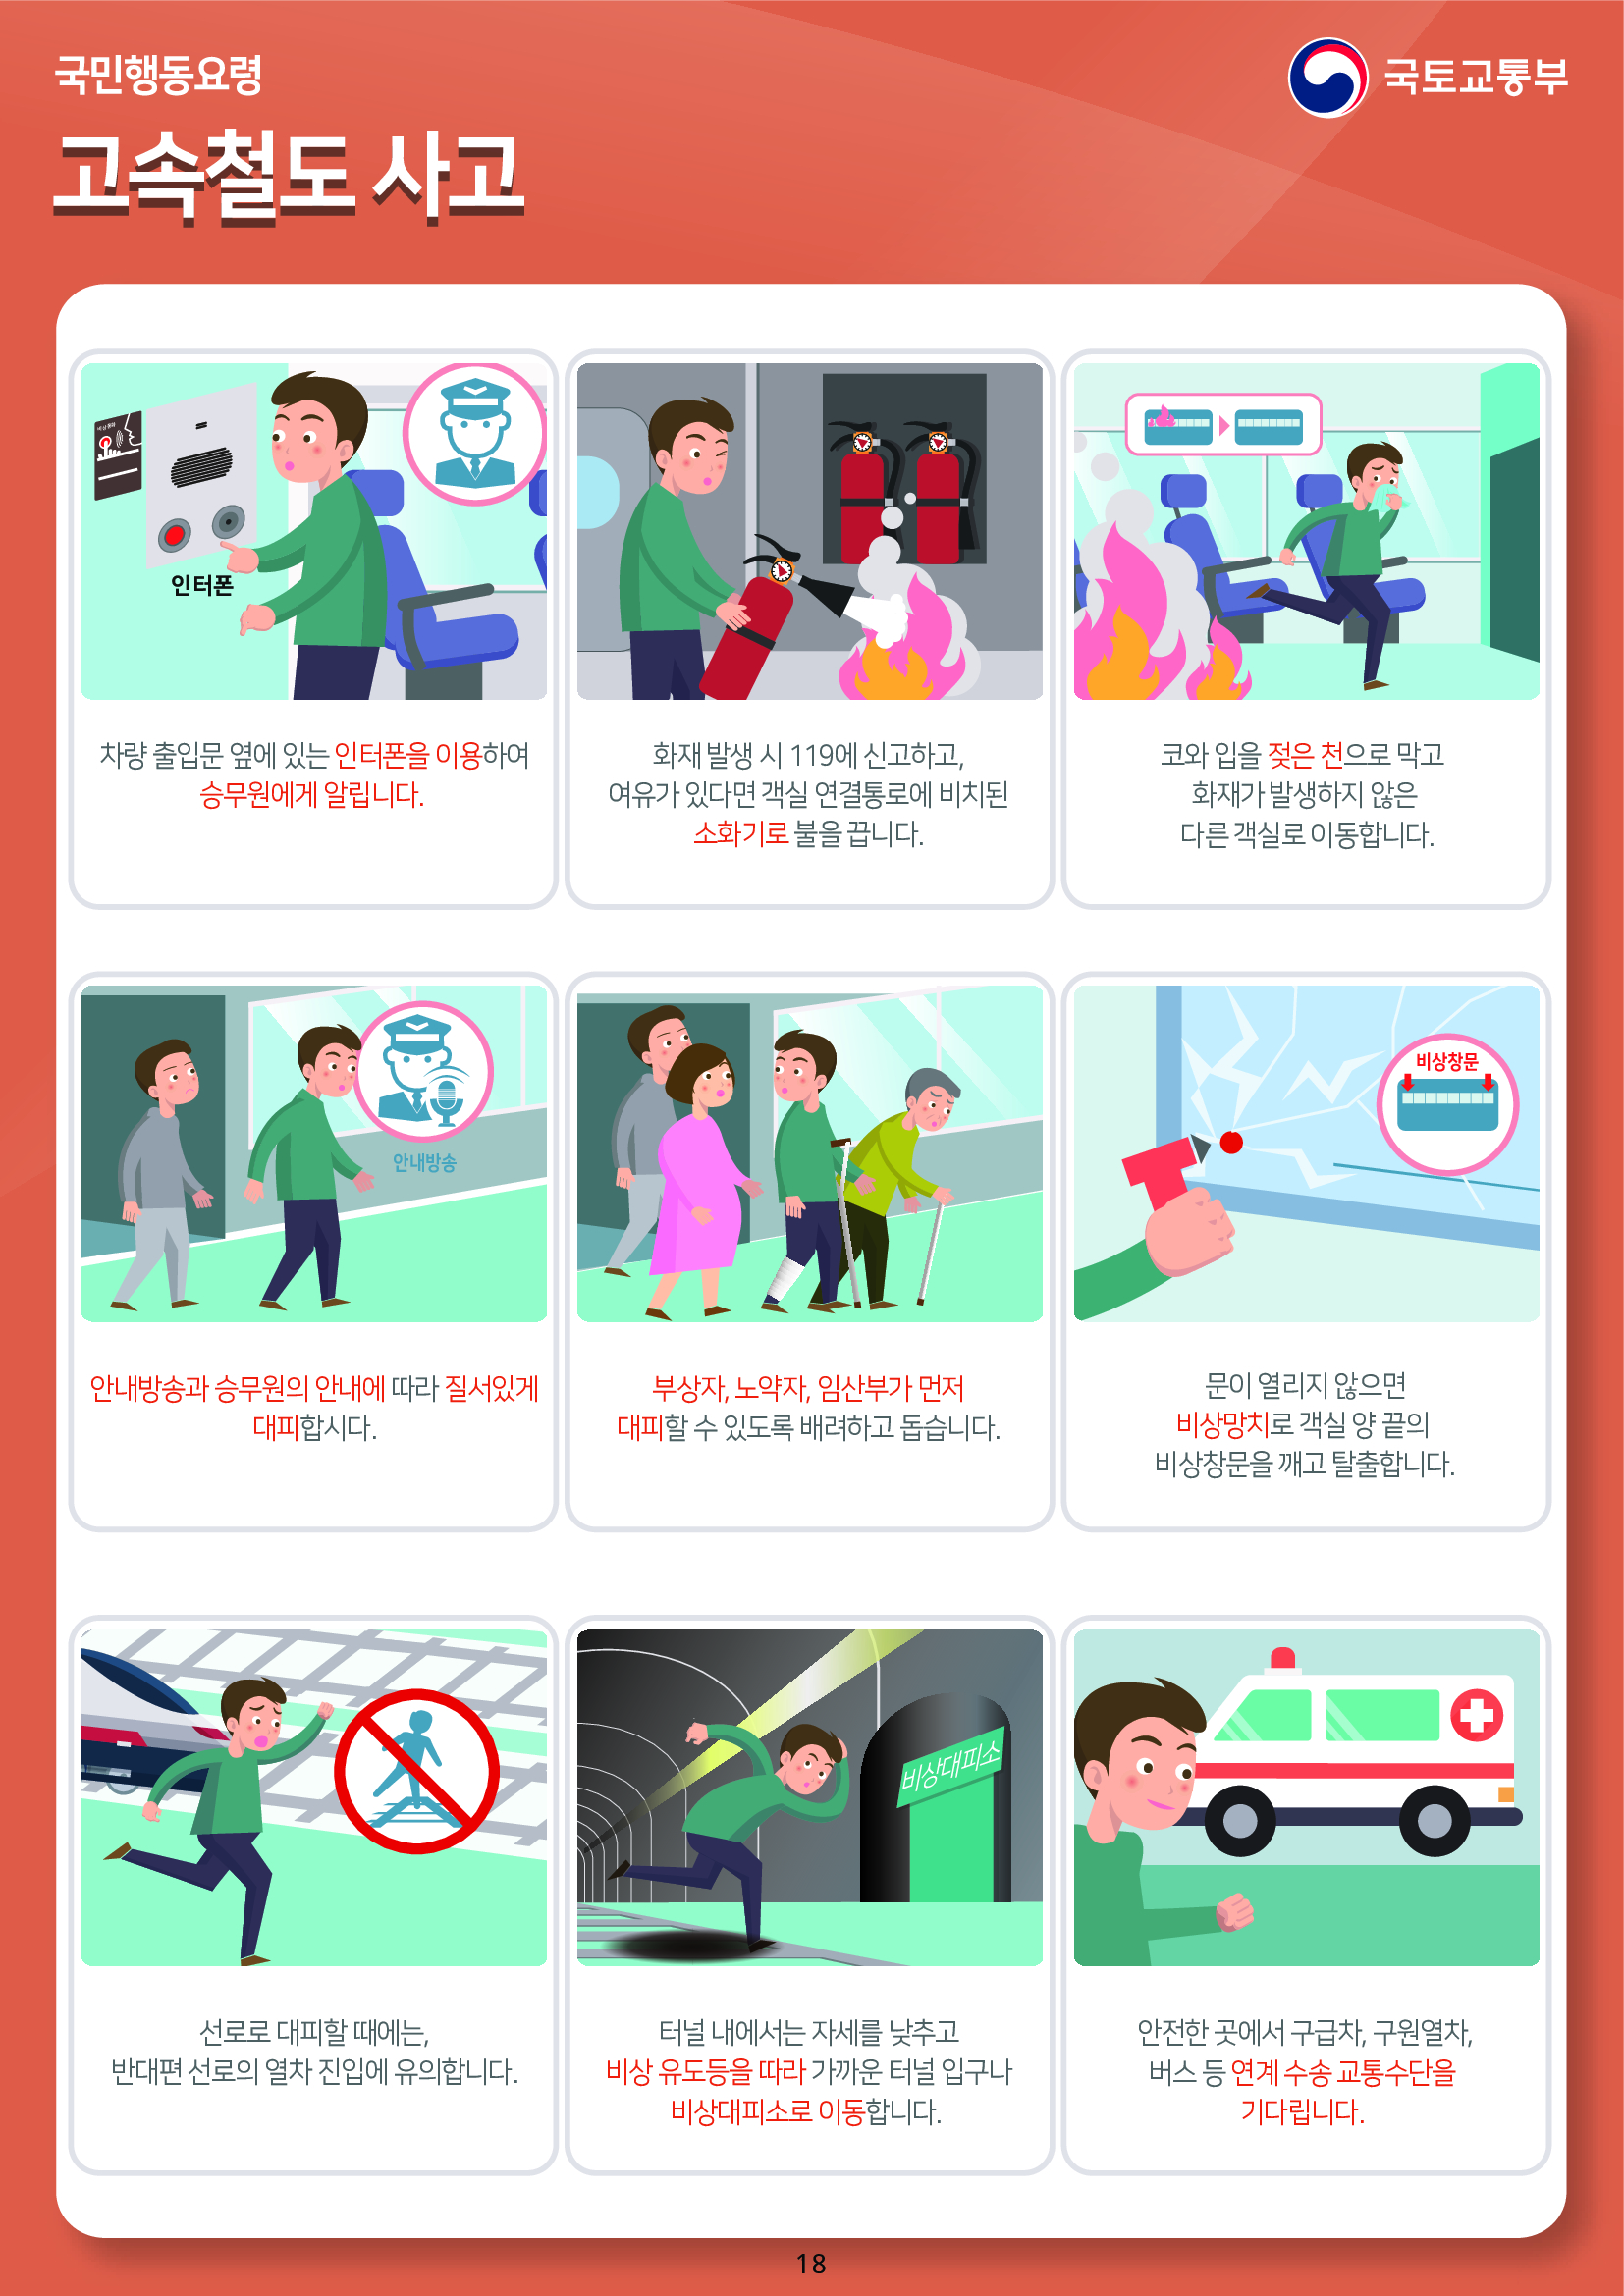 국민행동요령
국토교통부
고속철도 사고
비상통화
인터폰
차량 출입문 옆에 있는 인터폰을 이용하여
승무원에게 알립니다.
화재 발생 시 119에 신고하고,
여유가 있다면 객실 연결통로에 비치된
소화기로 불을 끕니다.
코와 입을 젖은 천으로 막고
화재가 발생하지 않은
다른 객실로 이동합니다.
안내방송
안내방송과 승무원의 안내에 따라 질서있게
대피합시다.
부상자, 노약자, 임산부가 먼저
대피할 수 있도록 배려하고 돕습니다.
비상창문
문이 열리지 않으면
비상망치로 객실 양 끝의
비상창문을 깨고 탈출합니다.
선로로 대피할 때에는,
반대편 선로의 열차 진입에 유의합니다.
비상대피소
터널 내에서는 자세를 낮추고
비상 유도등을 따라 가까운 터널 입구나
비상대피소로 이동합니다.
안전한 곳에서 구급차, 구원열차,
버스 등 연계 수송 교통수단을
기다립니다.
18